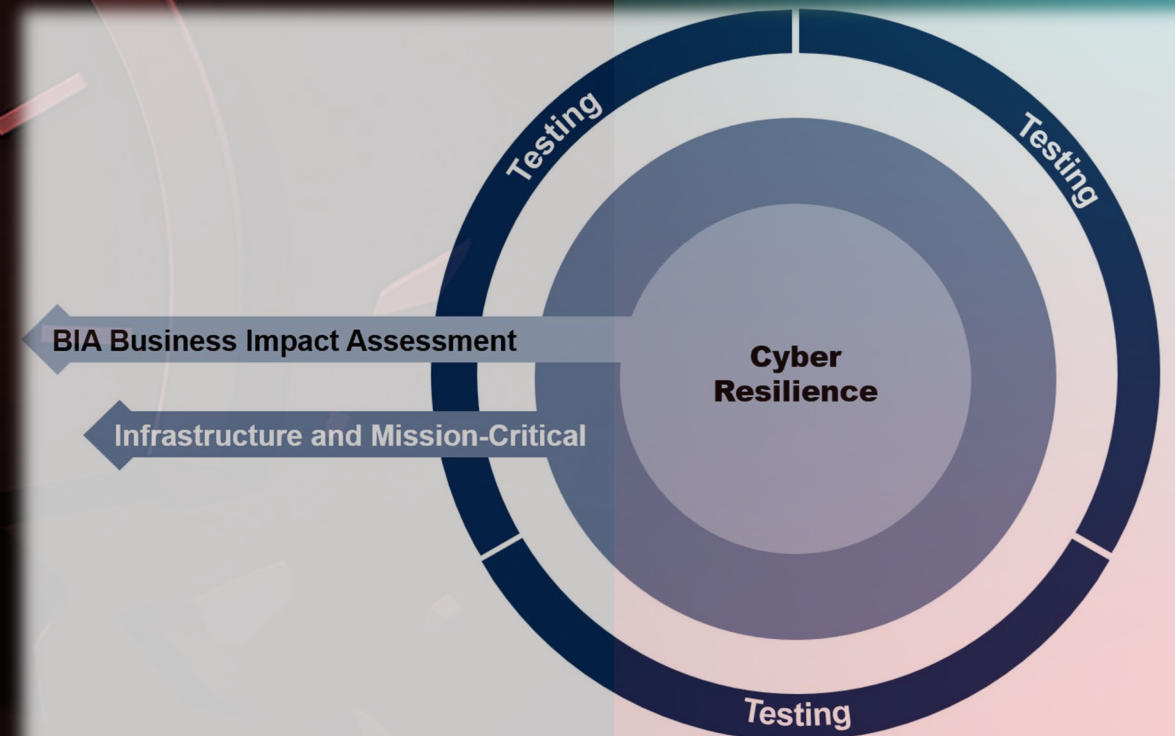 Testing
Testing
BIA Business Impact Assessment
Cyber
Resilience
Infrastructure and Mission-Critical
Testing